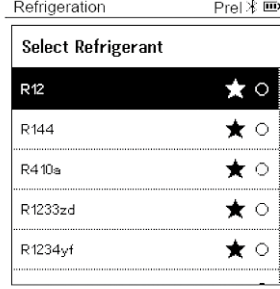 Refrigeration Prel
Select Refrigerant
R12
R144
R410a
R1233zd
R1234yf